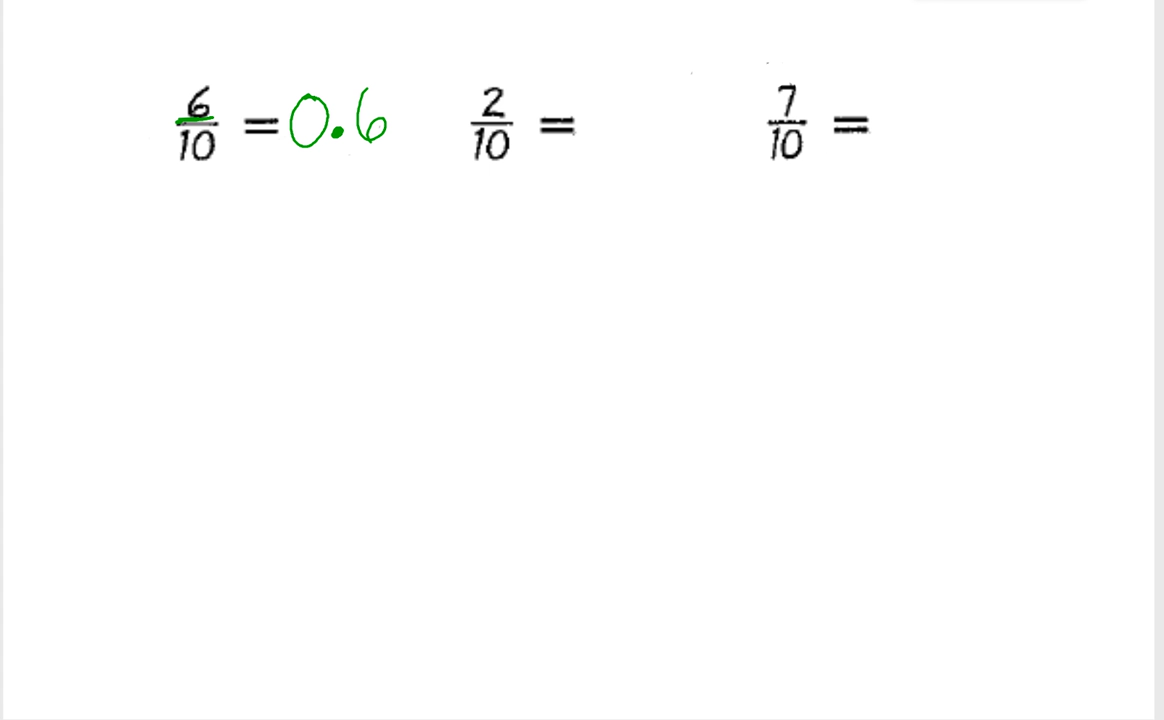 6/10 = 0.6 2/10 = 7/10 =